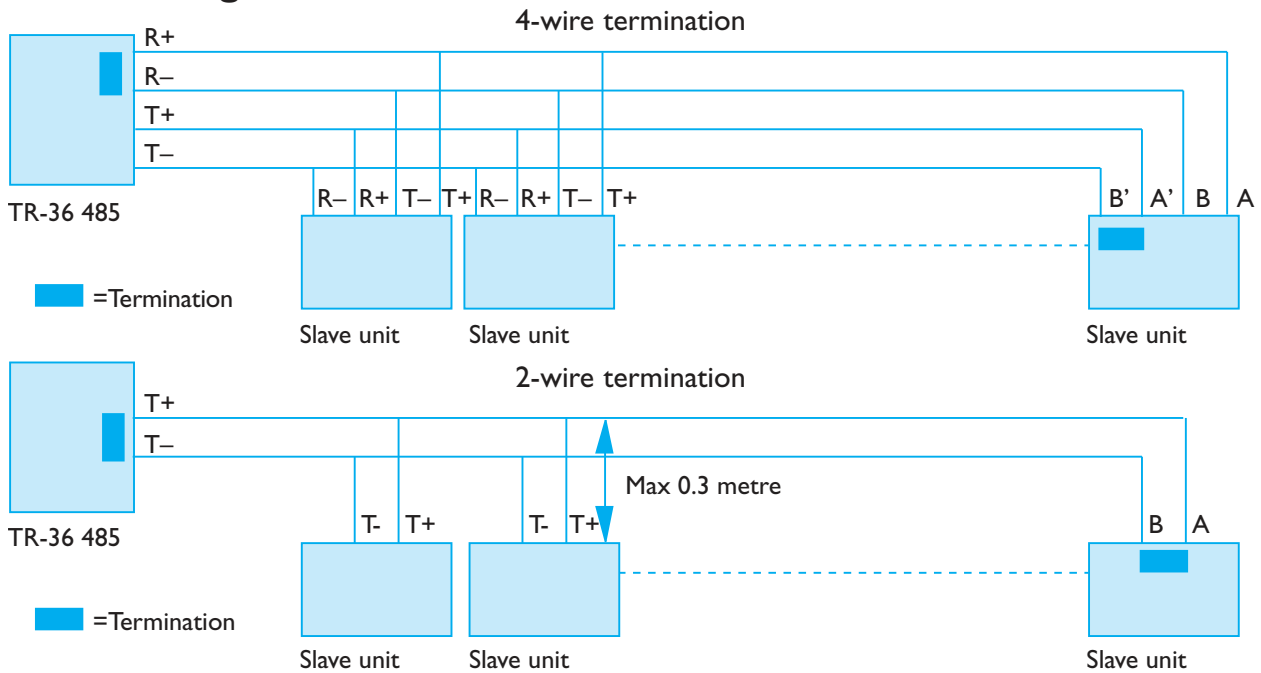 4-wire termination
R+
R–
T+
T–
R– R+ T– T+ R– R+ T– T+
B’ A’ B A
TR-36 485
=Termination
Slave unit
Slave unit
Slave unit
2-wire termination
T+
T–
Max 0.3 metre
T- T+ T- T+
B A
TR-36 485
=Termination
Slave unit
Slave unit
Slave unit